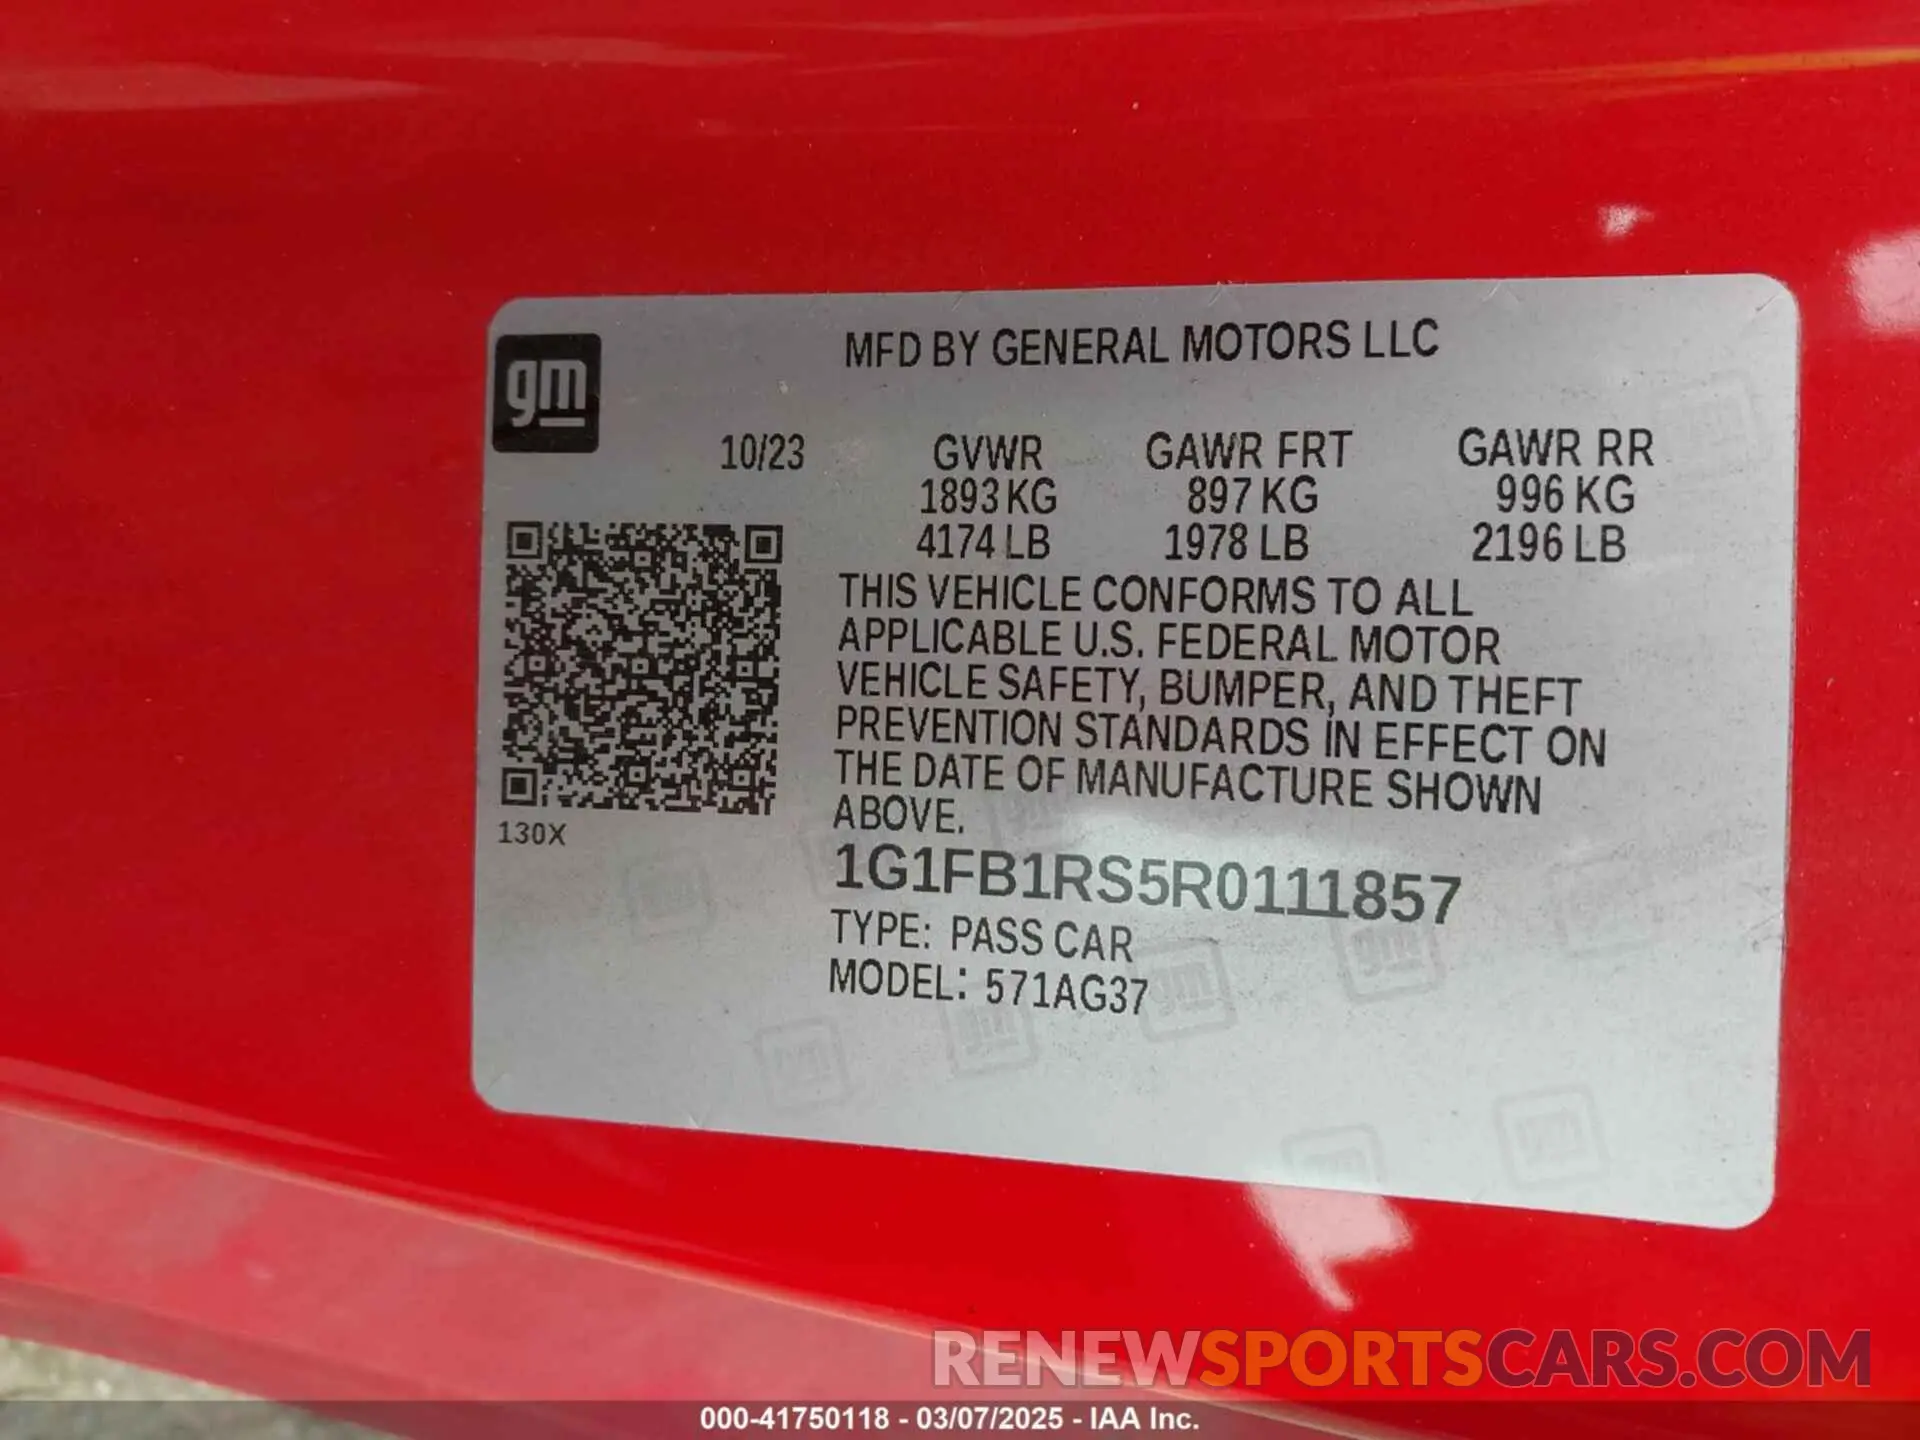 MFD BY GENERAL MOTORS LLC
gm
10/23 GVWR GAWR FRT GAWR RR
1893 KG 897 KG 996 KG
4174 LB 1978 LB 2196 LB
THIS VEHICLE CONFORMS TO ALL
APPLICABLE U.S. FEDERAL MOTOR
VEHICLE SAFETY, BUMPER, AND THEFT
PREVENTION STANDARDS IN EFFECT ON
THE DATE OF MANUFACTURE SHOWN
ABOVE.
130X
1G1FB1RS5R0111857
TYPE: PASS CAR
MODEL: 571AG37
RENEWSPORTSCARS.COM
000-41750118 - 03/07/2025 - IAA Inc.